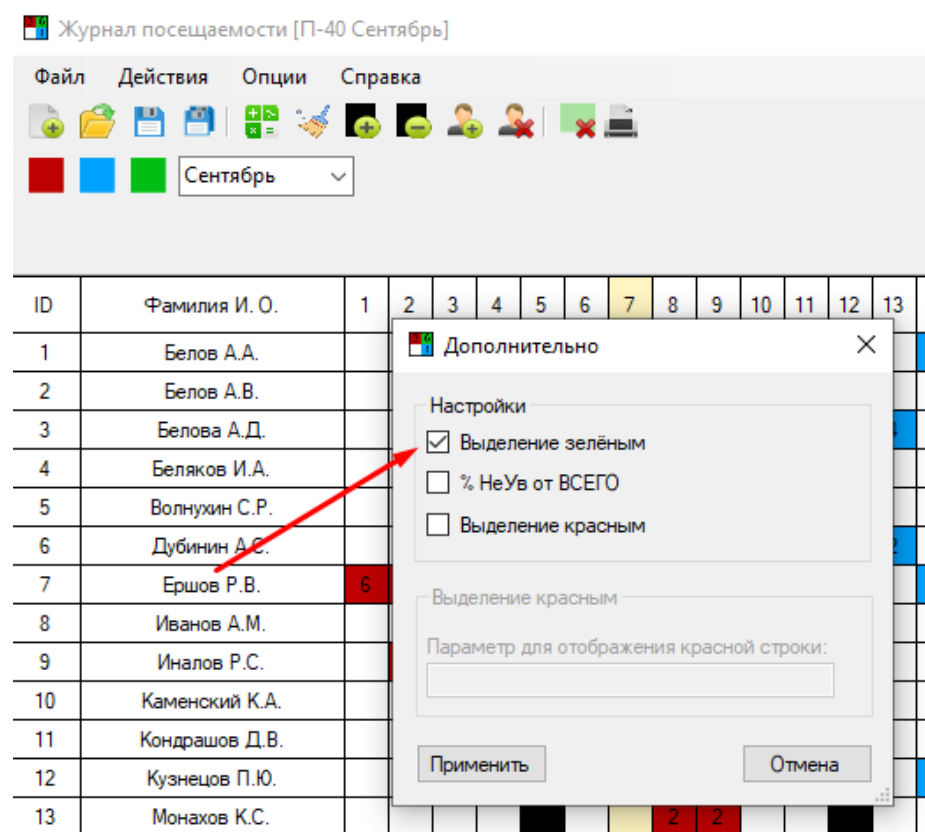 Журнал посещаемости [П-40 Сентябрь]
Файл Действия Опции Справка
Сентябрь
ID Фамилия И. О. 1 2 3 4 5 6 7 8 9 10 11 12 13
Дополнительно
1 Белов А.А.
2 Белов А.В.
Настройки
3 Белова А.Д.
Выделение зелёным
4 Беляков И.А.
% НеУв от ВСЕГО
5 Волнухин С.Р.
Выделение красным
6 Дубинин А.С. 2
7 Ершов Р.В. 6
Выделение красным
8 Иванов А.М.
Параметр для отображения красной строки:
9 Иналов Р.С.
10 Каменский К.А.
11 Кондрашов Д.В.
Применить Отмена
12 Кузнецов П.Ю.
13 Монахов К.С. 2 2